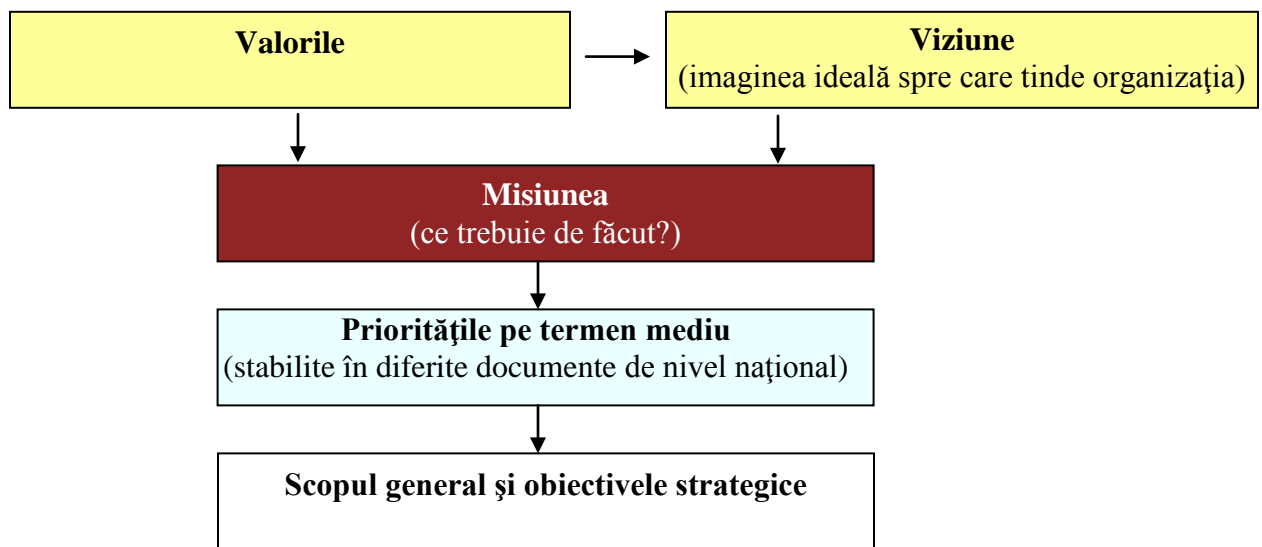 Valorile
Viziune
(imaginea ideală spre care tinde organizaţia)
Misiunea
(ce trebuie de făcut?)
Priorităţile pe termen mediu
(stabilite în diferite documente de nivel naţional)
Scopul general şi obiectivele strategice